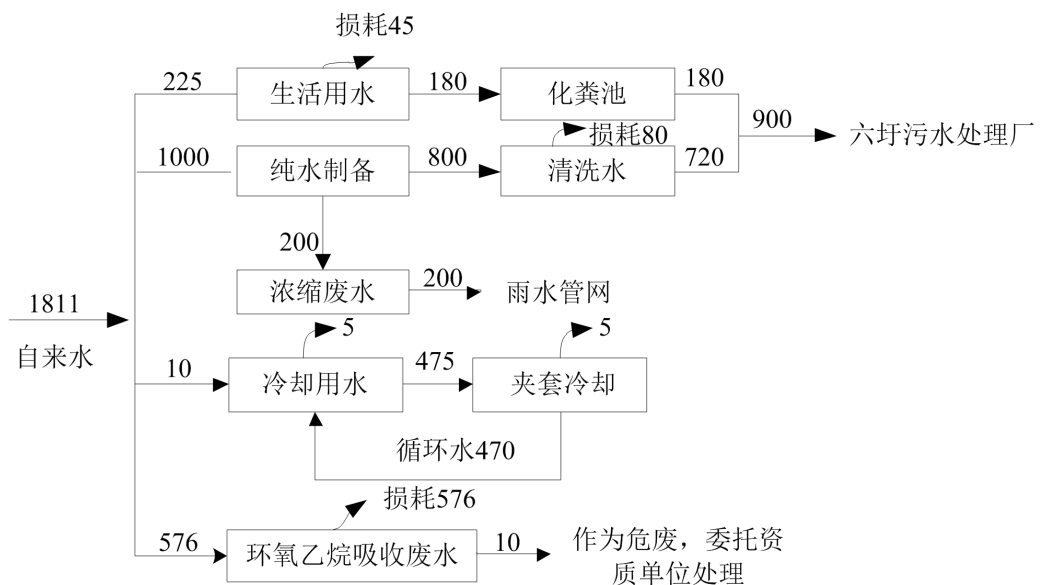 损耗45
225
生活用水
180
化粪池
180
900
六圩污水处理厂
损耗80
1000
纯水制备
800
清洗水
720
200
浓缩废水
200
雨水管网
1811
自来水
5
5
10
冷却用水
475
夹套冷却
循环水470
损耗576
576
环氧乙烷吸收废水
10
作为危废，委托资
质单位处理